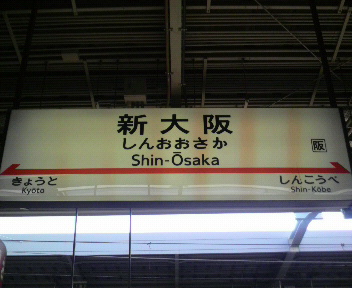 新大阪
しんおおさか
Shin-Ōsaka
阪
きょうと
Kyōto
しんこうべ
Shin-Kōbe